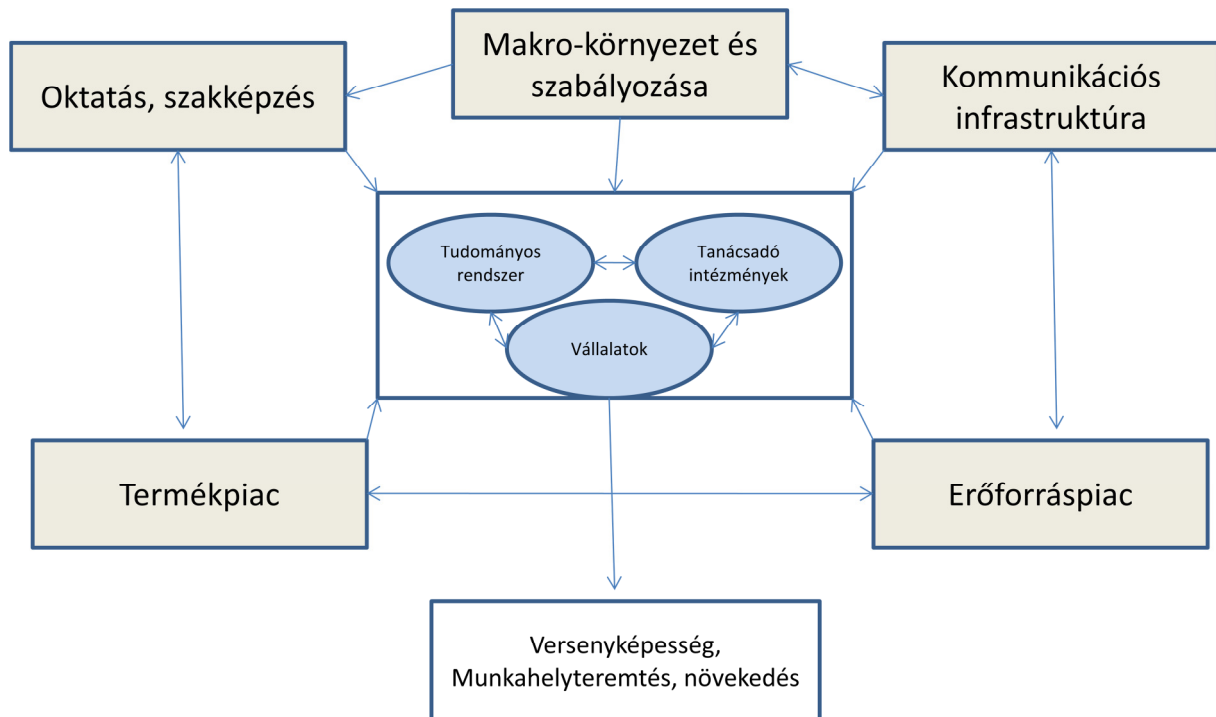 Makro-környezet és
szabályozása
Oktatás, szakképzés
Kommunikációs
infrastruktúra
Tudományos
rendszer
Tanácsadó
intézmények
Vállalatok
Termékpiac
Erőforráspiac
Versenyképesség,
Munkahelyteremtés, növekedés